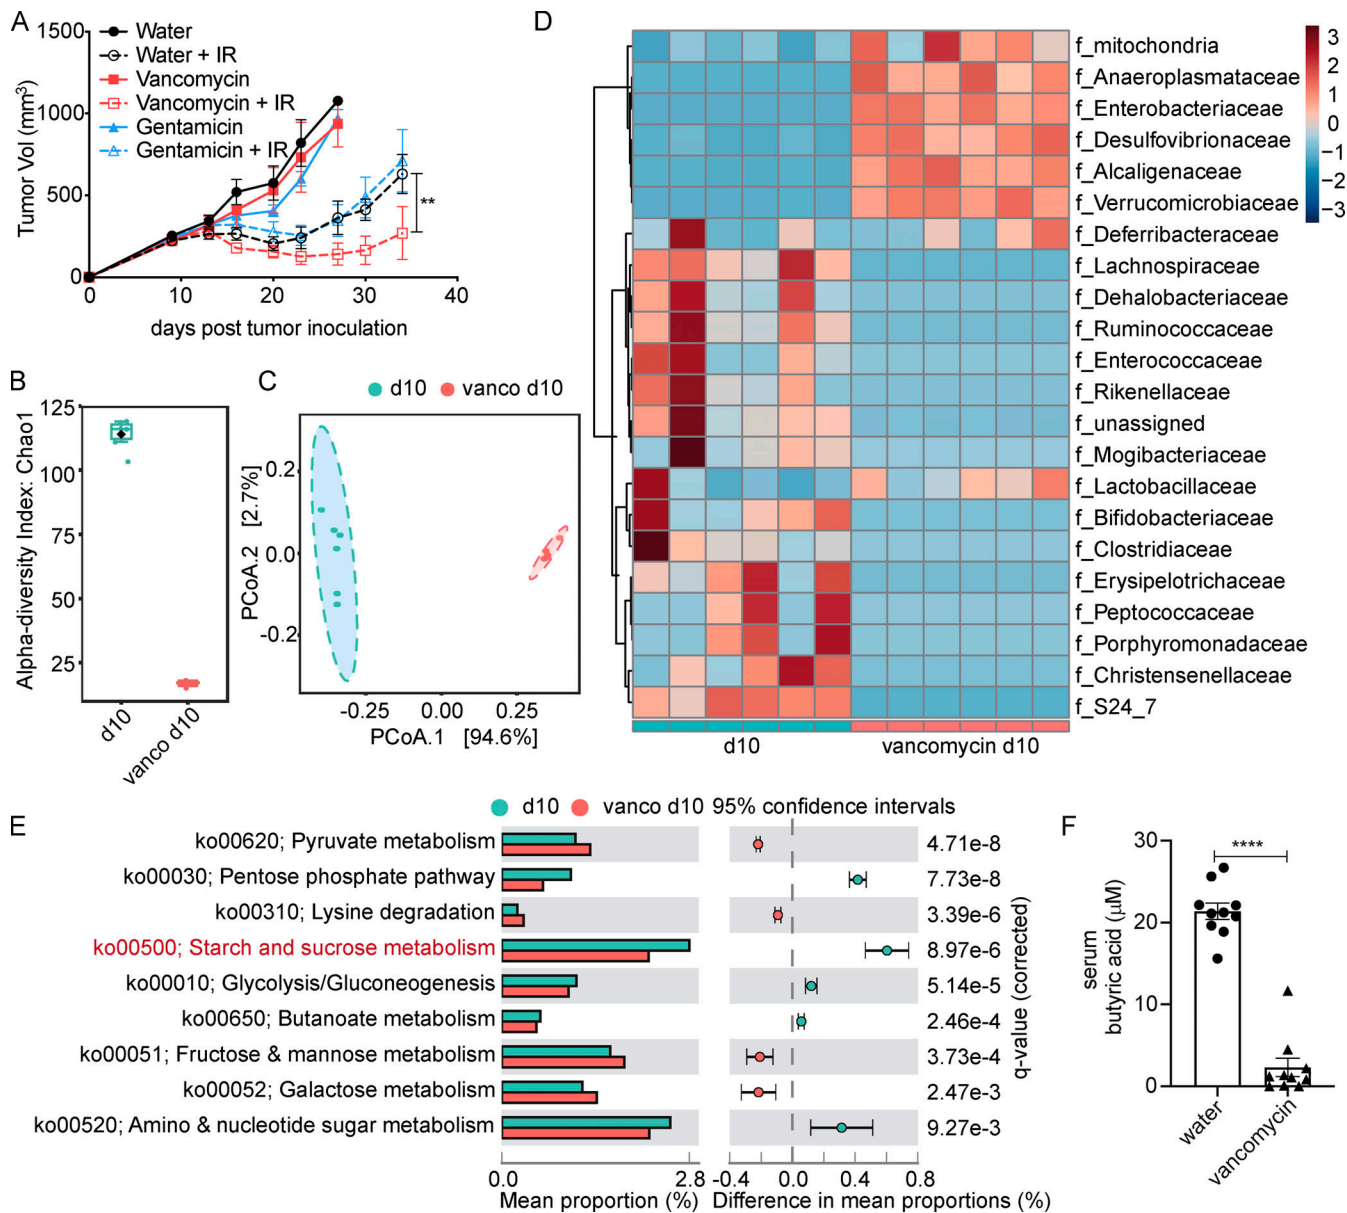 A
1500
1000
500
0
0
10
20
30
40
Tumor Vol (mm³)
days post tumor inoculation
Water
Water + IR
Vancomycin
Vancomycin + IR
Gentamicin
Gentamicin + IR
**
B
125
100
75
50
25
Alpha-diversity Index: Chao1
d10
vanco d10
C
d10
vanco d10
0.2
0.0
-0.2
PCoA.2 [2.7%]
-0.25
0.00
0.25
PCoA.1 [94.6%]
D
f_mitochondria
f_Anaeroplasmataceae
f_Enterobacteriaceae
f_Desulfovibrionaceae
f_Alcaligenaceae
f_Verrucomicrobiaceae
f_Deferribacteraceae
f_Lachnospiraceae
f_Dehalobacteriaceae
f_Ruminococcaceae
f_Enterococcaceae
f_Rikenellaceae
f_unassigned
f_Mogibacteriaceae
f_Lactobacillaceae
f_Bifidobacteriaceae
f_Clostridiaceae
f_Erysipelotrichaceae
f_Peptococcaceae
f_Porphyromonadaceae
f_Christensenellaceae
f_S24_7
d10
vancomycin d10
3
2
1
0
−1
−2
−3
E
d10
vanco d10
95% confidence intervals
ko00620; Pyruvate metabolism
4.71e-8
ko00030; Pentose phosphate pathway
7.73e-8
ko00310; Lysine degradation
3.39e-6
ko00500; Starch and sucrose metabolism
8.97e-6
ko00010; Glycolysis/Gluconeogenesis
5.14e-5
ko00650; Butanoate metabolism
2.46e-4
ko00051; Fructose & mannose metabolism
3.73e-4
ko00052; Galactose metabolism
2.47e-3
ko00520; Amino & nucleotide sugar metabolism
9.27e-3
q-value (corrected)
0.0
2.8
Mean proportion (%)
-0.4
0.0
0.4
0.8
Difference in mean proportions (%)
F
30
20
10
0
serum
butyric acid (μM)
****
water
vancomycin